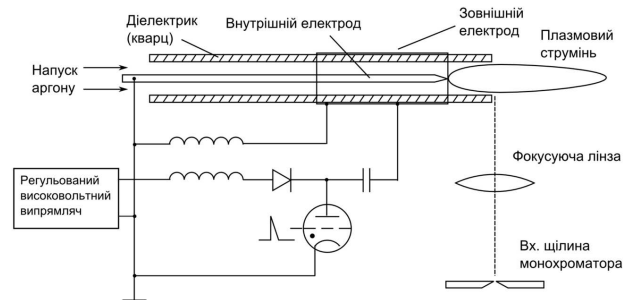 Діелектрик
(кварц)
Внутрішній електрод
Зовнішній
електрод
Плазмовий
струмінь
Напуск
аргону
Фокусуюча лінза
Регульований
високовольтний
випрямляч
Вх. щілина
монохроматора